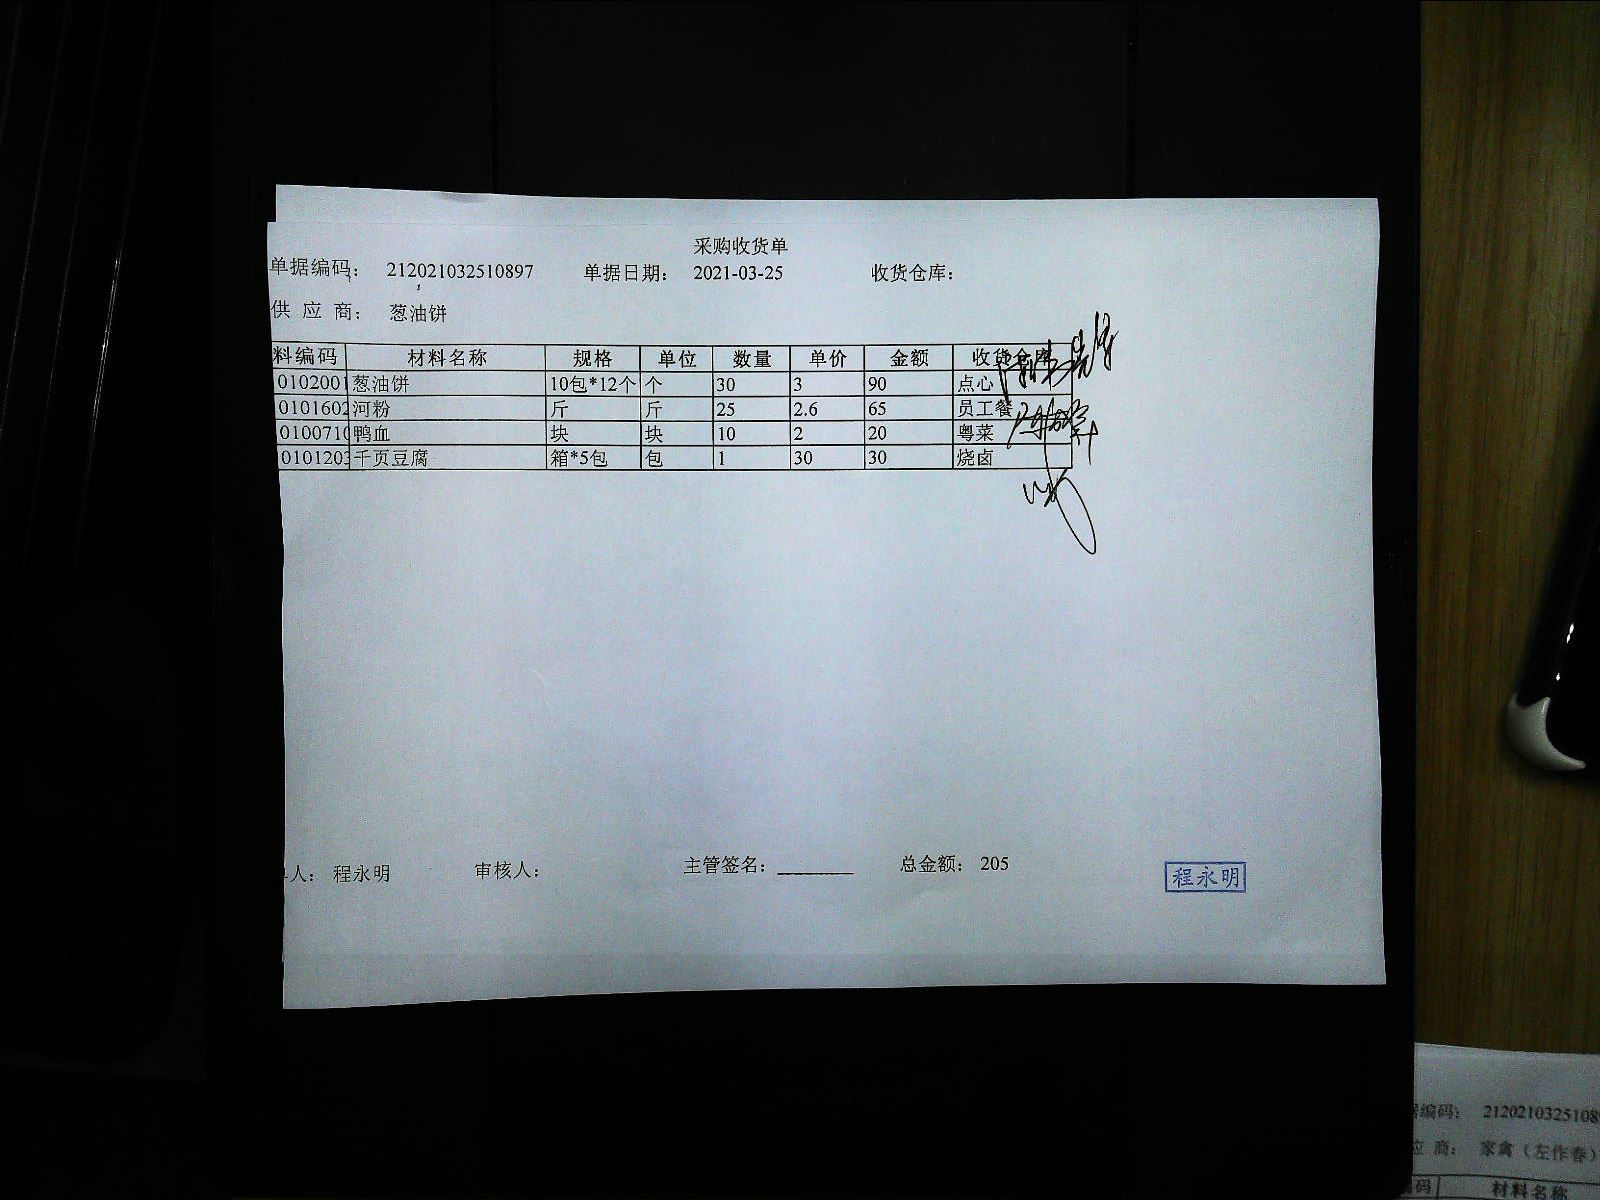 采购收货单
单据编码： 212021032510897 单据日期： 2021-03-25 收货仓库：
供 应 商： 葱油饼
料编码 材料名称 规格 单位 数量 单价 金额 收货仓库
0102001 葱油饼 10包*12个 个 30 3 90 点心
0101602 河粉 斤 斤 25 2.6 65 员工餐
0100710 鸭血 块 块 10 2 20 粤菜
0101203 千页豆腐 箱*5包 包 1 30 30 烧卤
人： 程永明 审核人： 主管签名： 总金额： 205
程永明
编码： 21202103251089
应 商： 家禽（左作春）
编码 材料名称